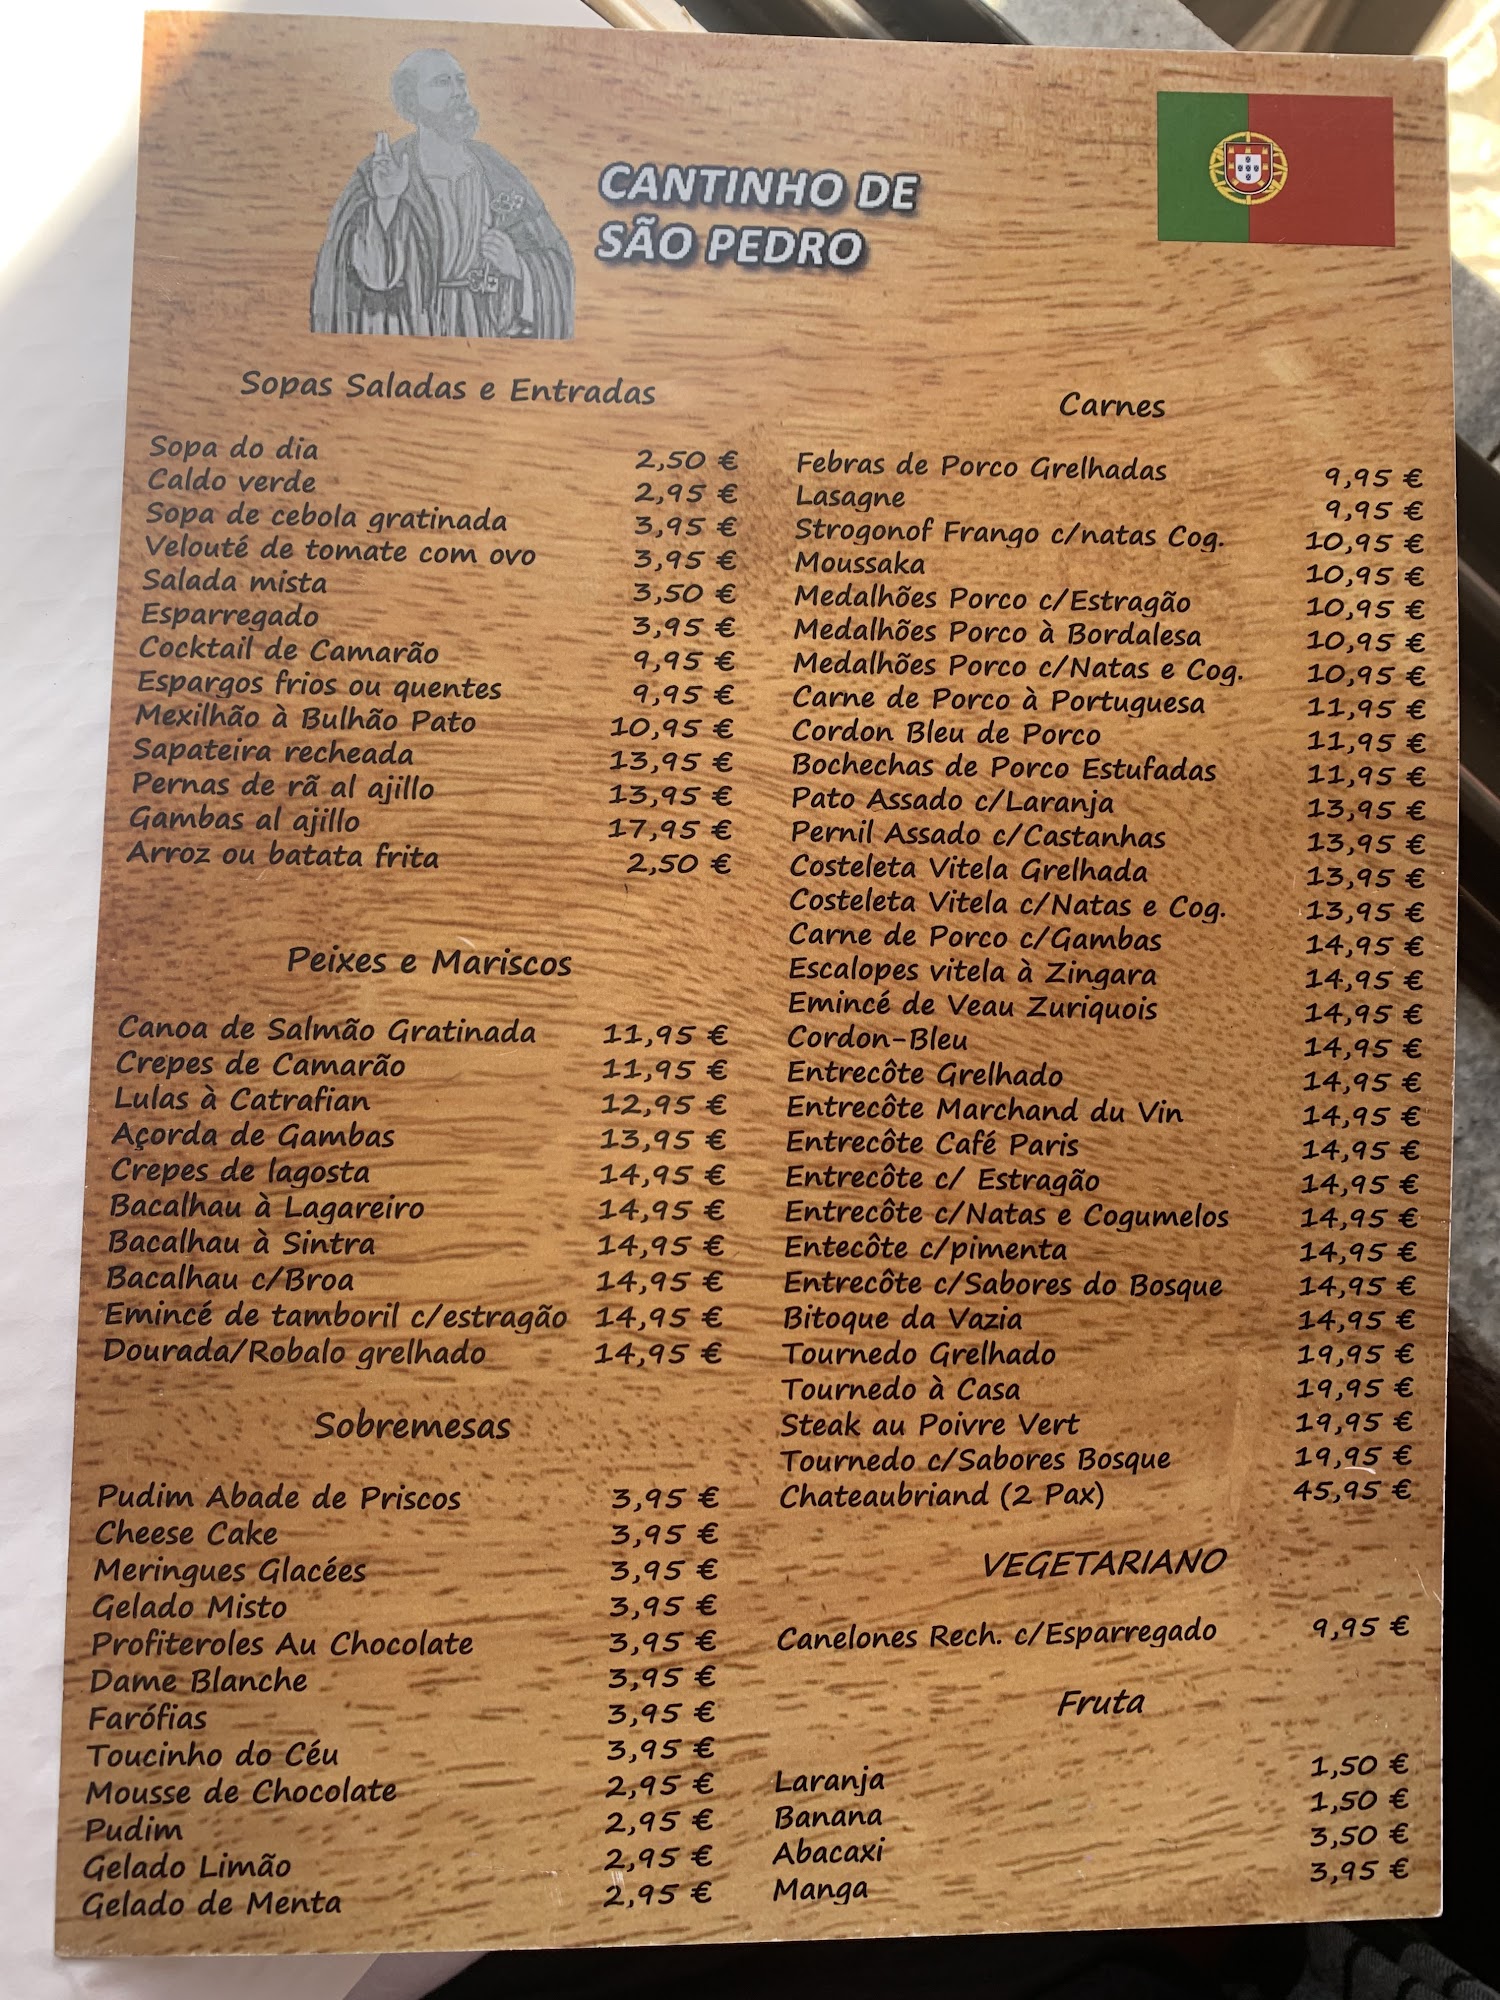 CANTINHO DE
SÃO PEDRO
Sopas Saladas e Entradas
Sopa do dia 2,50 €
Caldo verde 2,95 €
Sopa de cebola gratinada 3,95 €
Velouté de tomate com ovo 3,95 €
Salada mista 3,50 €
Esparregado 3,95 €
Cocktail de Camarão 9,95 €
Espargos frios ou quentes 9,95 €
Mexilhão à Bulhão Pato 10,95 €
Sapateira recheada 13,95 €
Pernas de rã al ajillo 13,95 €
Gambas al ajillo 17,95 €
Arroz ou batata frita 2,50 €
Peixes e Mariscos
Canoa de Salmão Gratinada 11,95 €
Crepes de Camarão 11,95 €
Lulas à Catrafian 12,95 €
Açorda de Gambas 13,95 €
Crepes de lagosta 14,95 €
Bacalhau à Lagareiro 14,95 €
Bacalhau à Sintra 14,95 €
Bacalhau c/Broa 14,95 €
Emincé de tamboril c/estragão 14,95 €
Dourada/Robalo grelhado 14,95 €
Sobremesas
Pudim Abade de Priscos 3,95 €
Cheese Cake 3,95 €
Meringues Glacées 3,95 €
Gelado Misto 3,95 €
Profiteroles Au Chocolate 3,95 €
Dame Blanche 3,95 €
Farófias 3,95 €
Toucinho do Céu 3,95 €
Mousse de Chocolate 2,95 €
Pudim 2,95 €
Gelado Limão 2,95 €
Gelado de Menta 2,95 €
Carnes
Febras de Porco Grelhadas 9,95 €
Lasagne 9,95 €
Strogonof Frango c/natas Cog. 10,95 €
Moussaka 10,95 €
Medalhões Porco c/Estragão 10,95 €
Medalhões Porco à Bordalesa 10,95 €
Medalhões Porco c/Natas e Cog. 10,95 €
Carne de Porco à Portuguesa 11,95 €
Cordon Bleu de Porco 11,95 €
Bochechas de Porco Estufadas 11,95 €
Pato Assado c/Laranja 13,95 €
Pernil Assado c/Castanhas 13,95 €
Costeleta Vitela Grelhada 13,95 €
Costeleta Vitela c/Natas e Cog. 13,95 €
Carne de Porco c/Gambas 14,95 €
Escalopes vitela à Zingara 14,95 €
Emincé de Veau Zuriquois 14,95 €
Cordon-Bleu 14,95 €
Entrecôte Grelhado 14,95 €
Entrecôte Marchand du Vin 14,95 €
Entrecôte Café Paris 14,95 €
Entrecôte c/ Estragão 14,95 €
Entrecôte c/Natas e Cogumelos 14,95 €
Entecôte c/pimenta 14,95 €
Entrecôte c/Sabores do Bosque 14,95 €
Bitoque da Vazia 14,95 €
Tournedo Grelhado 19,95 €
Tournedo à Casa 19,95 €
Steak au Poivre Vert 19,95 €
Tournedo c/Sabores Bosque 19,95 €
Chateaubriand (2 Pax) 45,95 €
VEGETARIANO
Canelones Rech. c/Esparregado 9,95 €
Fruta
Laranja 1,50 €
Banana 1,50 €
Abacaxi 3,50 €
Manga 3,95 €